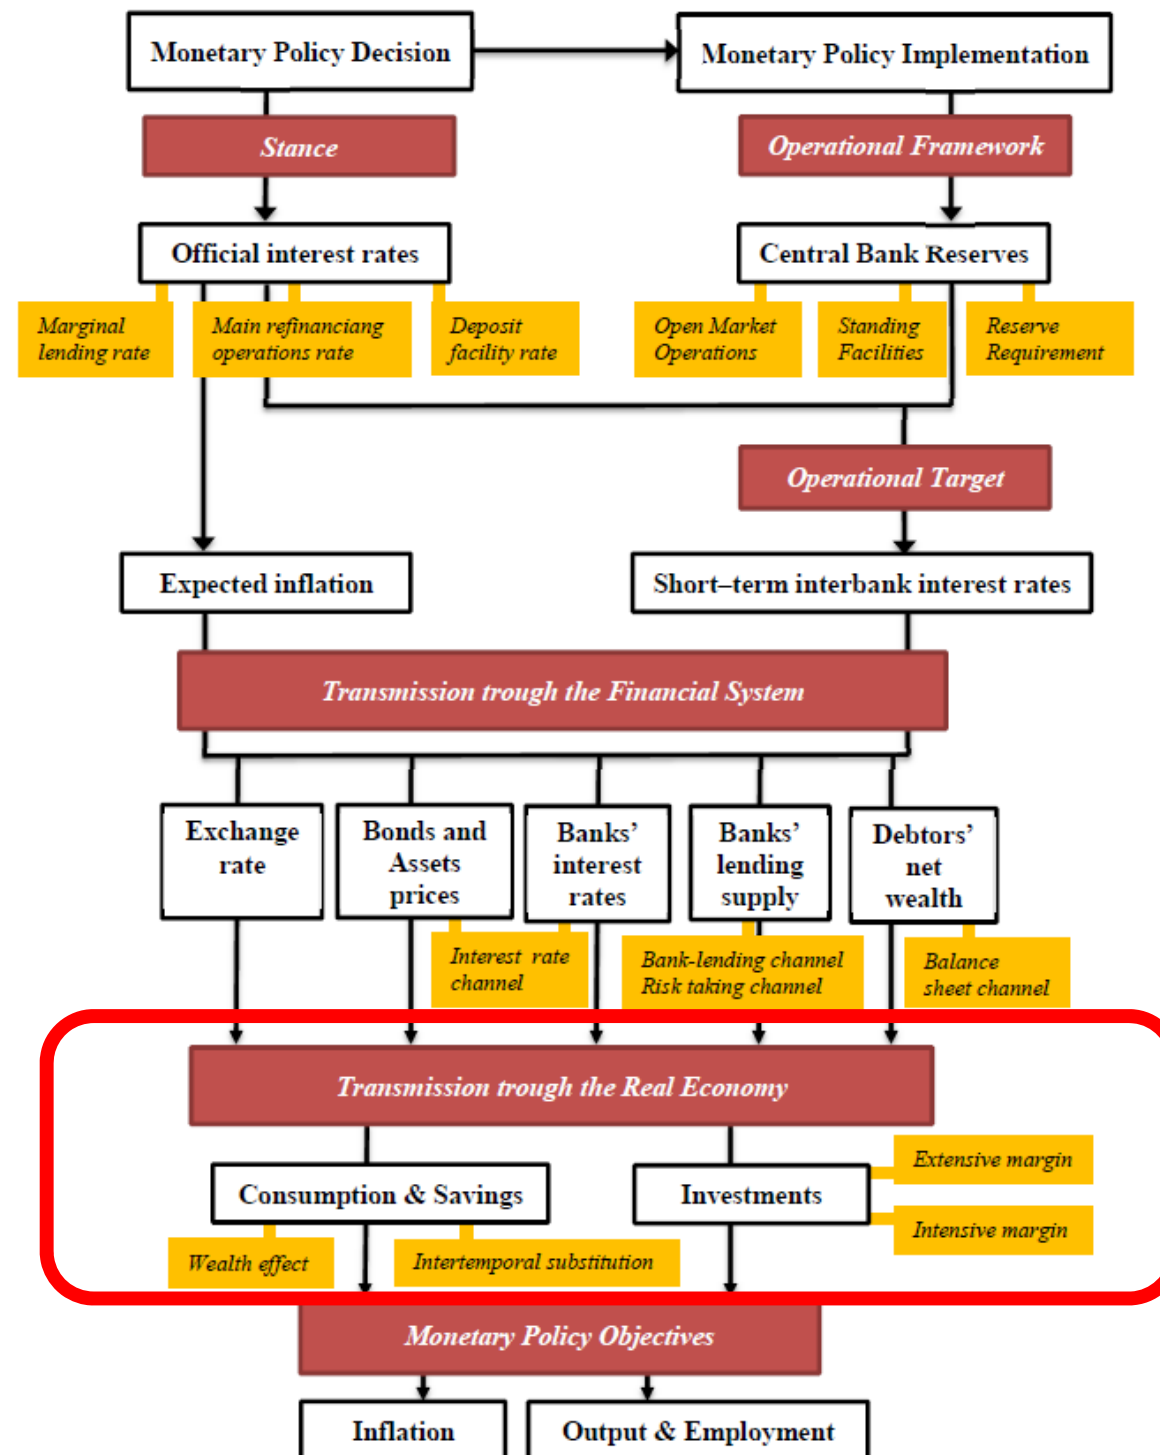 Monetary Policy Decision
Monetary Policy Implementation
Stance
Operational Framework
Official interest rates
Central Bank Reserves
Marginal
lending rate
Main refinanciang
operations rate
Deposit
facility rate
Open Market
Operations
Standing
Facilities
Reserve
Requirement
Operational Target
Expected inflation
Short–term interbank interest rates
Transmission trough the Financial System
Exchange
rate
Bonds and
Assets
prices
Banks’
interest
rates
Banks’
lending
supply
Debtors’
net
wealth
Interest rate
channel
Bank-lending channel
Risk taking channel
Balance
sheet channel
Transmission trough the Real Economy
Consumption & Savings
Investments
Extensive margin
Intensive margin
Wealth effect
Intertemporal substitution
Monetary Policy Objectives
Inflation
Output & Employment